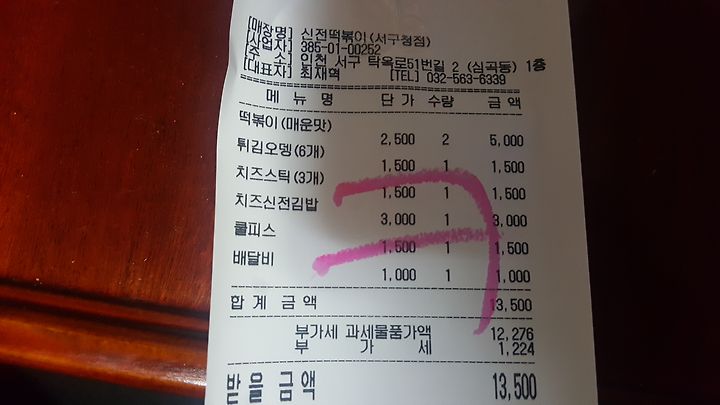 [매장명] 신전떡볶이(서구청점)
[사업자] 385-01-00252
[주 소] 인천 서구 탁옥로51번길 2 (심곡동) 1층
[대표자] 최재혁 [TEL] 032-563-6339
메 뉴 명 단 가 수량 금 액
떡볶이(매운맛)
2,500 2 5,000
튀김오뎅(6개)
1,500 1 1,500
치즈스틱(3개)
1,500 1 1,500
치즈신전김밥
3,000 1 3,000
쿨피스
1,500 1 1,500
배달비
1,000 1 1,000
합 계 금 액 13,500
부가세 과세물품가액 12,276
부 가 세 1,224
받을 금액 13,500
ㅋ